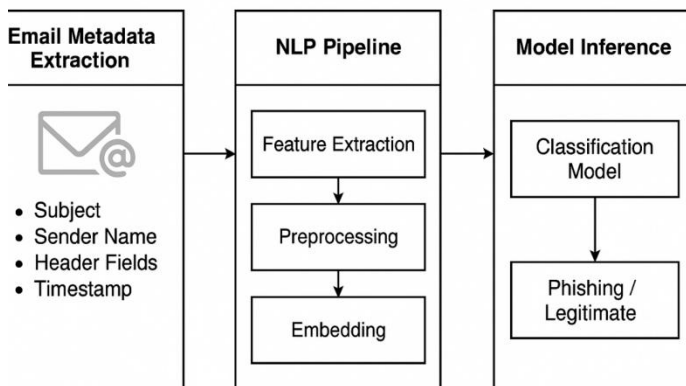 Email Metadata
Extraction
@
• Subject
• Sender Name
• Header Fields
• Timestamp
NLP Pipeline
Feature Extraction
Preprocessing
Embedding
Model Inference
Classification
Model
Phishing /
Legitimate